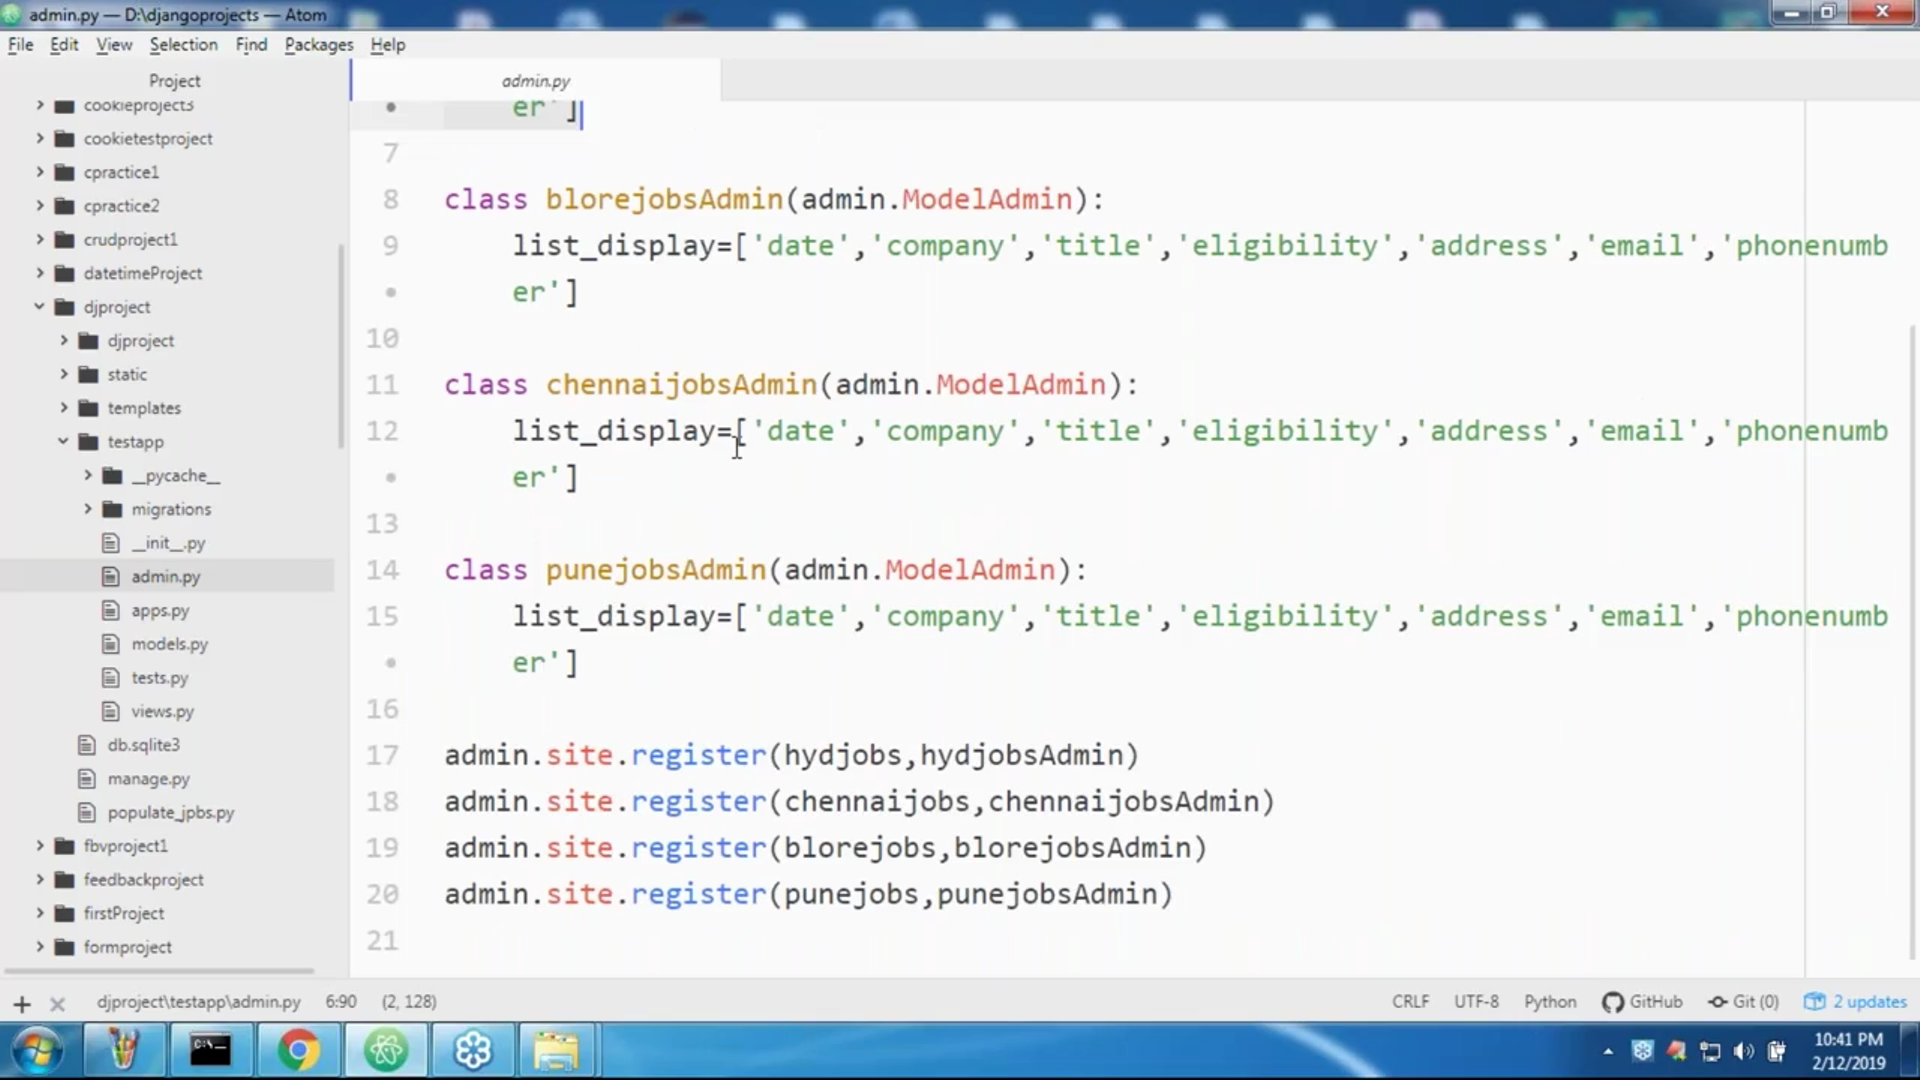 admin.py — D:\djangoprojects — Atom
File Edit View Selection Find Packages Help
Project
admin.py
cookieproject3
cookietestproject
cpractice1
cpractice2
crudproject1
datetimeProject
djproject
djproject
static
templates
testapp
__pycache__
migrations
__init__.py
admin.py
apps.py
models.py
tests.py
views.py
db.sqlite3
manage.py
populate_jpbs.py
fbvproject1
feedbackproject
firstProject
formproject
• er']
7
8 class blorejobsAdmin(admin.ModelAdmin):
9 list_display=['date','company','title','eligibility','address','email','phonenumb
• er']
10
11 class chennaijobsAdmin(admin.ModelAdmin):
12 list_display=['date','company','title','eligibility','address','email','phonenumb
• er']
13
14 class punejobsAdmin(admin.ModelAdmin):
15 list_display=['date','company','title','eligibility','address','email','phonenumb
• er']
16
17 admin.site.register(hydjobs,hydjobsAdmin)
18 admin.site.register(chennaijobs,chennaijobsAdmin)
19 admin.site.register(blorejobs,blorejobsAdmin)
20 admin.site.register(punejobs,punejobsAdmin)
21
djproject\testapp\admin.py 6:90 (2, 128) CRLF UTF-8 Python GitHub Git (0) 2 updates
C:\_
10:41 PM
2/12/2019